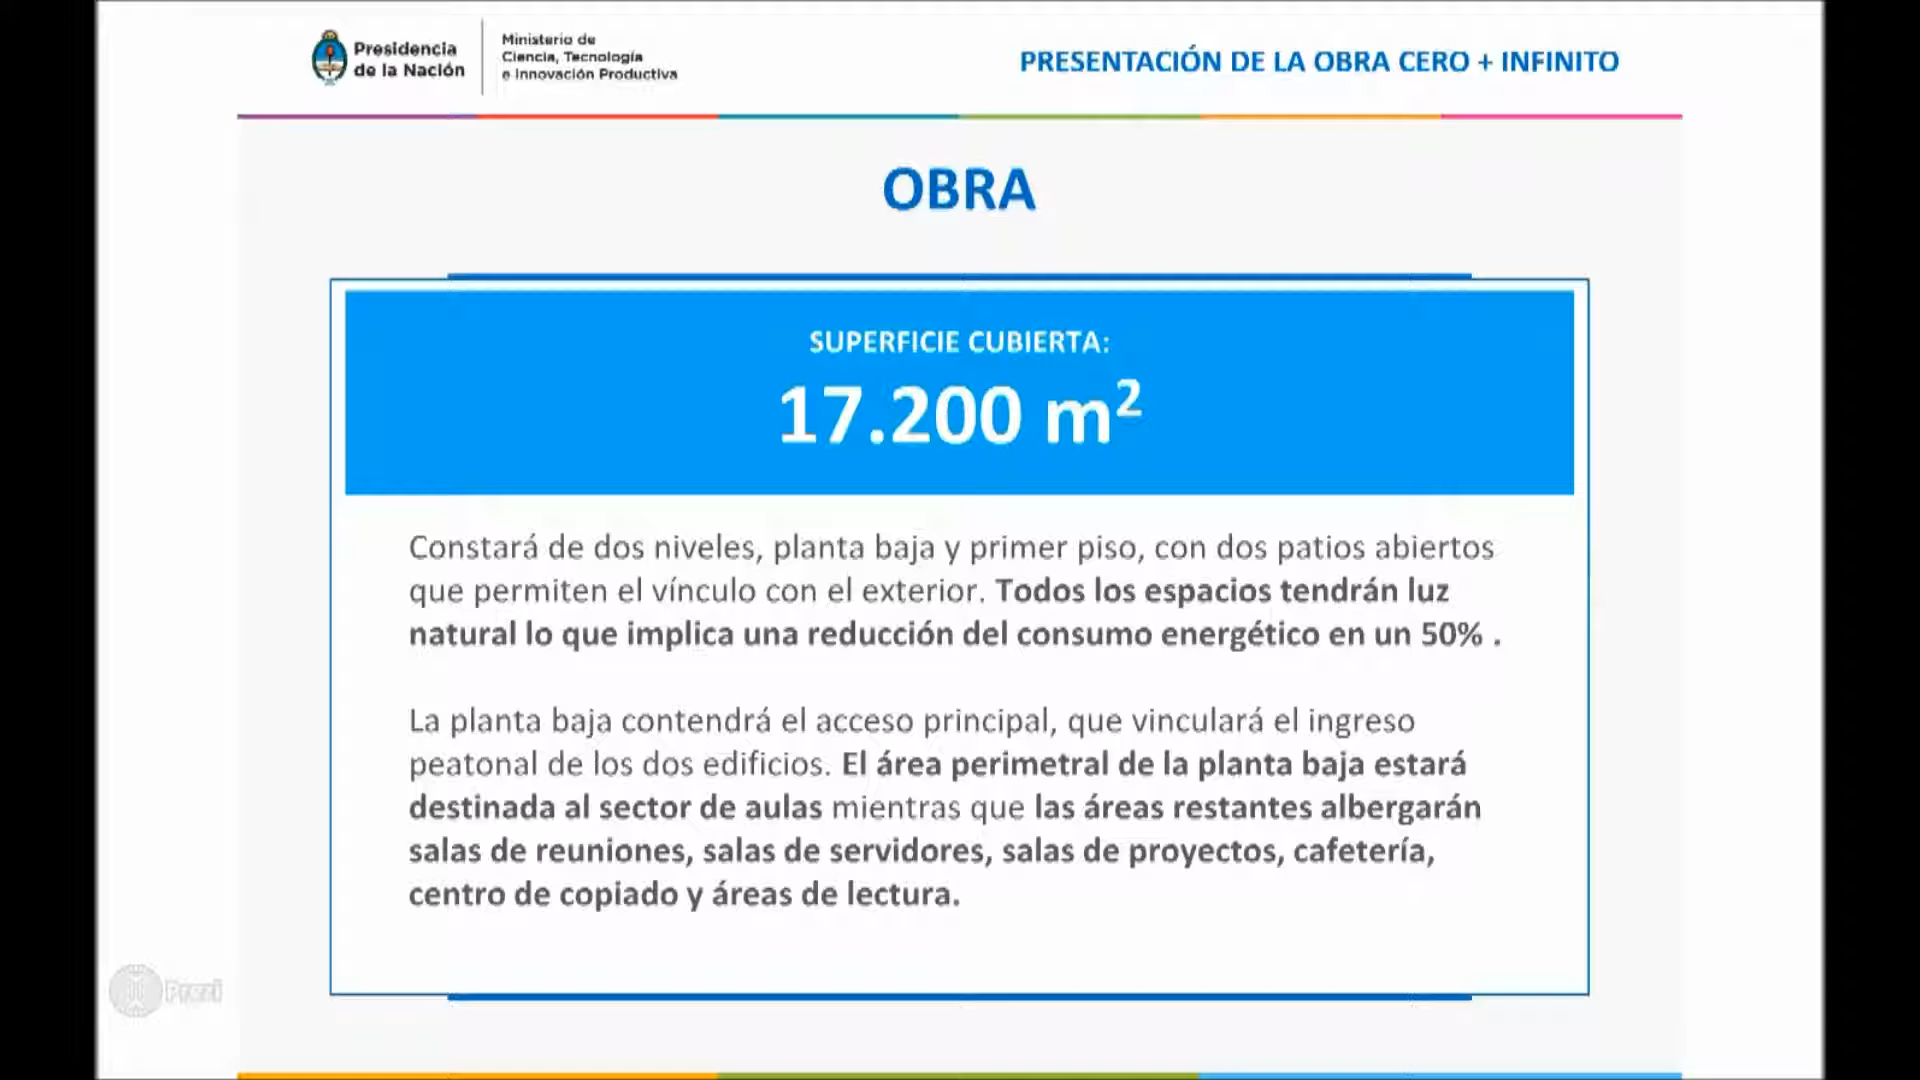 Presidencia
de la Nación
Ministerio de
Ciencia, Tecnología
e Innovación Productiva
PRESENTACIÓN DE LA OBRA CERO + INFINITO
OBRA
SUPERFICIE CUBIERTA:
17.200 m²
Constará de dos niveles, planta baja y primer piso, con dos patios abiertos
que permiten el vínculo con el exterior. Todos los espacios tendrán luz
natural lo que implica una reducción del consumo energético en un 50% .
La planta baja contendrá el acceso principal, que vinculará el ingreso
peatonal de los dos edificios. El área perimetral de la planta baja estará
destinada al sector de aulas mientras que las áreas restantes albergarán
salas de reuniones, salas de servidores, salas de proyectos, cafetería,
centro de copiado y áreas de lectura.
Prezi